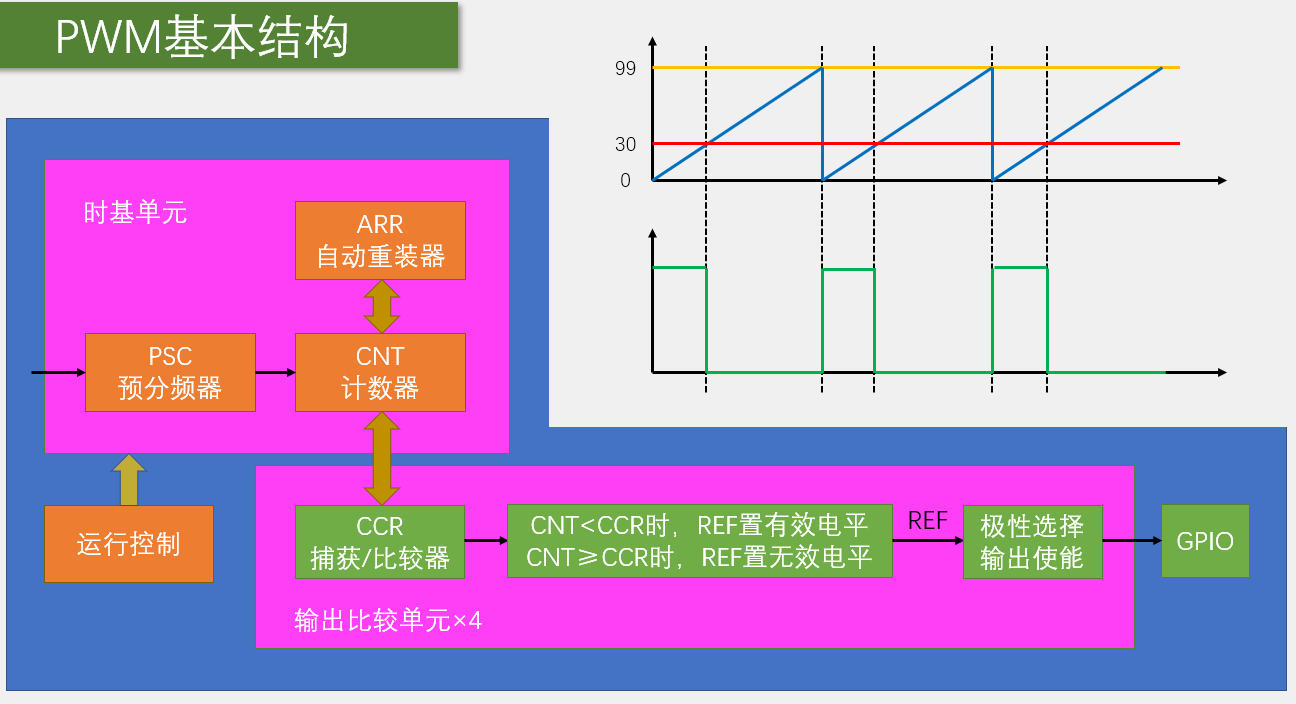 PWM基本结构
99
30
0
时基单元
ARR
自动重装器
PSC
预分频器
CNT
计数器
运行控制
CCR
捕获/比较器
CNT<CCR时，REF置有效电平
CNT≥CCR时，REF置无效电平
REF
极性选择
输出使能
GPIO
输出比较单元×4